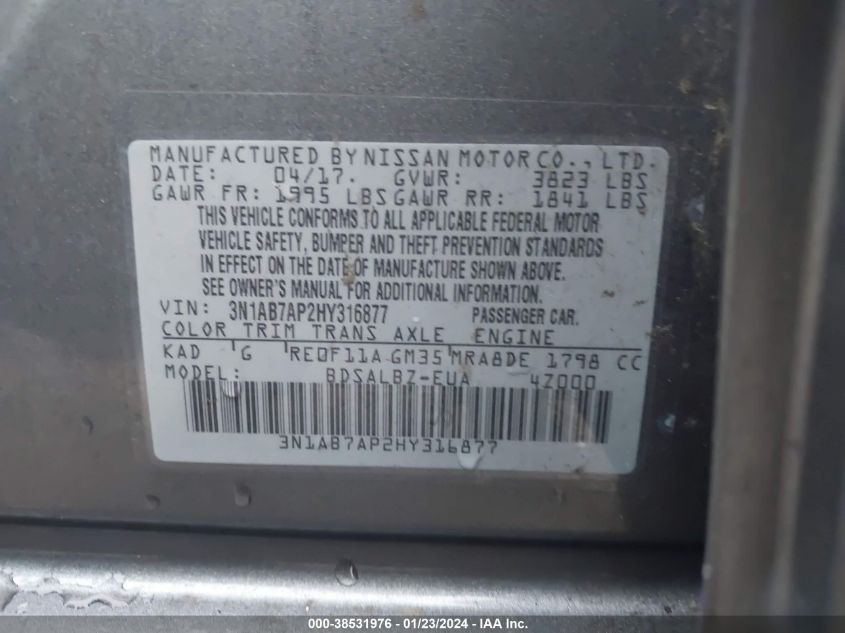 MANUFACTURED BY NISSAN MOTOR CO., LTD.
DATE: 04/17. GVWR: 3823 LBS
GAWR FR: 1995 LBS GAWR RR: 1841 LBS
THIS VEHICLE CONFORMS TO ALL APPLICABLE FEDERAL MOTOR
VEHICLE SAFETY, BUMPER AND THEFT PREVENTION STANDARDS
IN EFFECT ON THE DATE OF MANUFACTURE SHOWN ABOVE.
SEE OWNER'S MANUAL FOR ADDITIONAL INFORMATION.
VIN: 3N1AB7AP2HY316877 PASSENGER CAR.
COLOR TRIM TRANS AXLE ENGINE
KAD G RE0F11A GM35 MRA8DE 1798 CC
MODEL: BDSALBZ-EUA 4Z000
3N1AB7AP2HY316877
000-38531976 - 01/23/2024 - IAA, Inc.